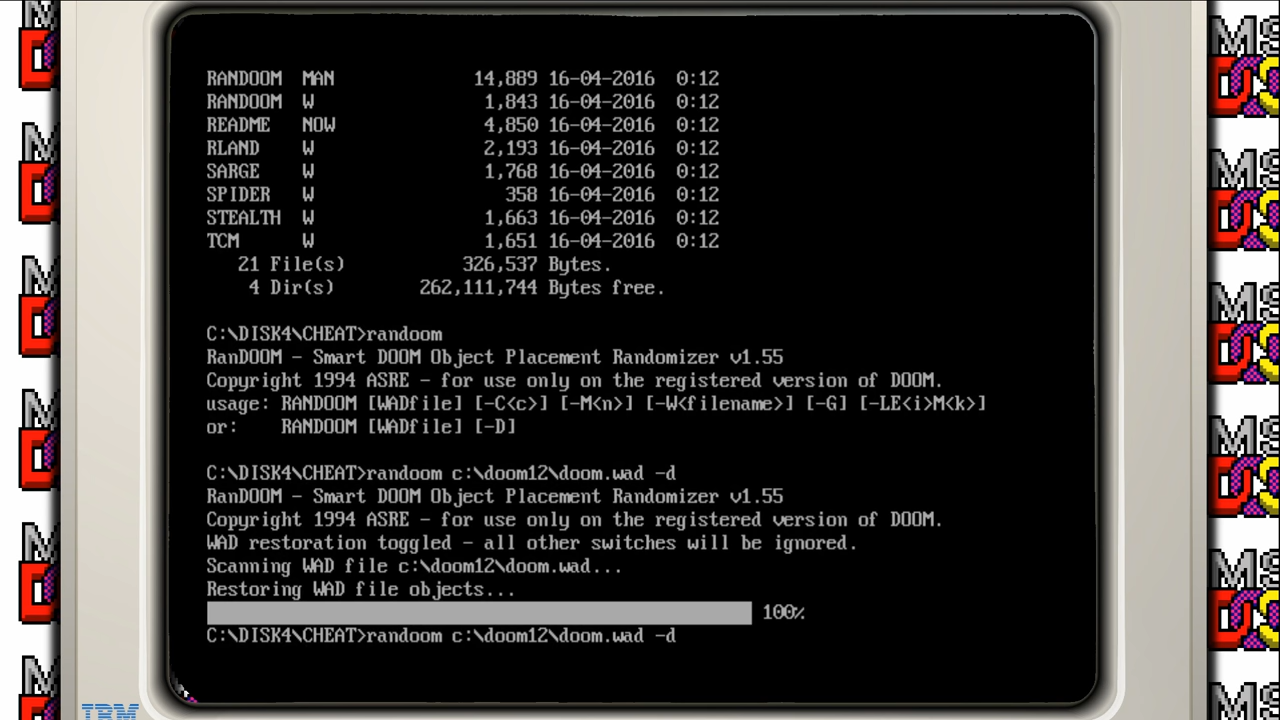 RANDOOM  MAN             14,889 16-04-2016  0:12
RANDOOM  W                1,843 16-04-2016  0:12
README   NOW              4,850 16-04-2016  0:12
RLAND    W                2,193 16-04-2016  0:12
SARGE    W                1,768 16-04-2016  0:12
SPIDER   W                  358 16-04-2016  0:12
STEALTH  W                1,663 16-04-2016  0:12
TCM      W                1,651 16-04-2016  0:12
21 File(s)           326,537 Bytes.
4 Dir(s)        262,111,744 Bytes free.
C:\DISK4\CHEAT>randoom
RanDOOM - Smart DOOM Object Placement Randomizer v1.55
Copyright 1994 ASRE - for use only on the registered version of DOOM.
usage: RANDOOM [WADfile] [-C<c>] [-M<n>] [-W<filename>] [-G] [-LE<i>M<k>]
or:    RANDOOM [WADfile] [-D]
C:\DISK4\CHEAT>randoom c:\doom12\doom.wad -d
RanDOOM - Smart DOOM Object Placement Randomizer v1.55
Copyright 1994 ASRE - for use only on the registered version of DOOM.
WAD restoration toggled - all other switches will be ignored.
Scanning WAD file c:\doom12\doom.wad...
Restoring WAD file objects...
100%
C:\DISK4\CHEAT>randoom c:\doom12\doom.wad -d
IBM